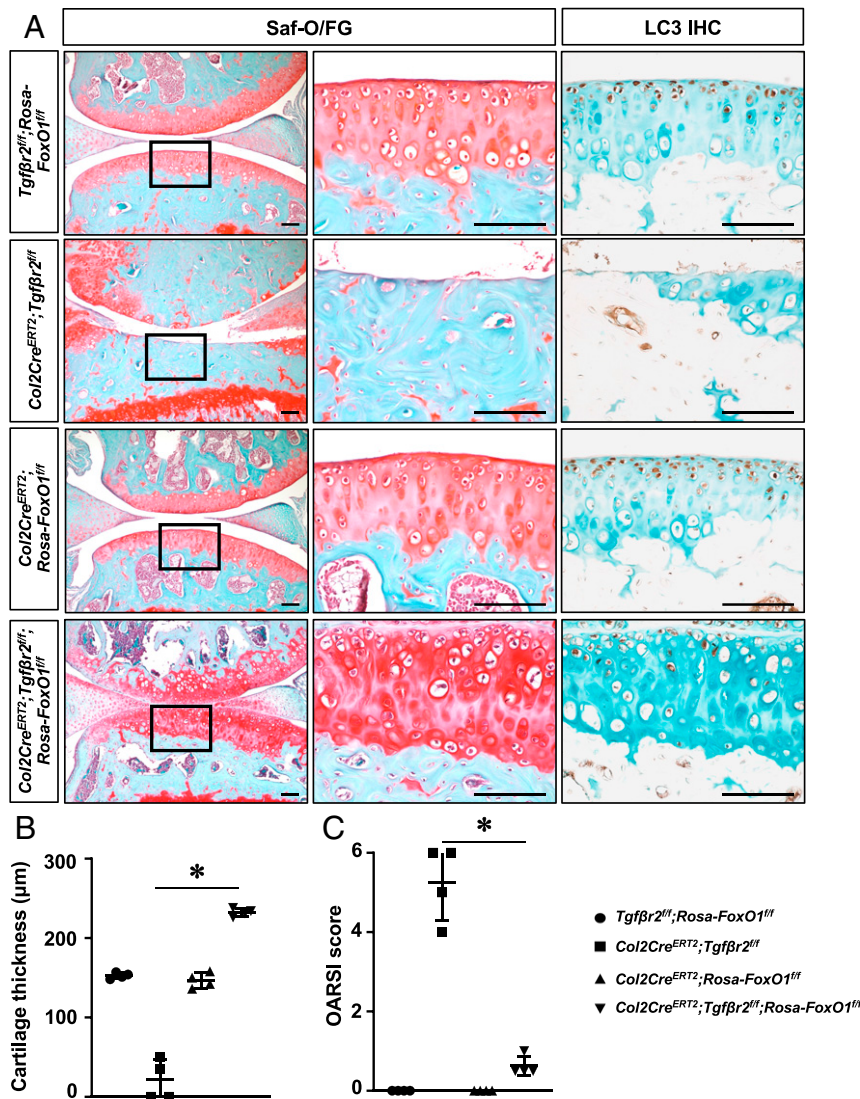 A
Saf-O/FG
LC3 IHC
Tgfβr2f/f;Rosa-
FoxO1f/f
Col2CreERT2;Tgfβr2f/f
Col2CreERT2;
Rosa-FoxO1f/f
Col2CreERT2;Tgfβr2f/f;
Rosa-FoxO1f/f
B
Cartilage thickness (µm)
300
200
100
0
*
C
OARSI score
6
4
2
0
*
Tgfβr2f/f;Rosa-FoxO1f/f
Col2CreERT2;Tgfβr2f/f
Col2CreERT2;Rosa-FoxO1f/f
Col2CreERT2;Tgfβr2f/f;Rosa-FoxO1f/f